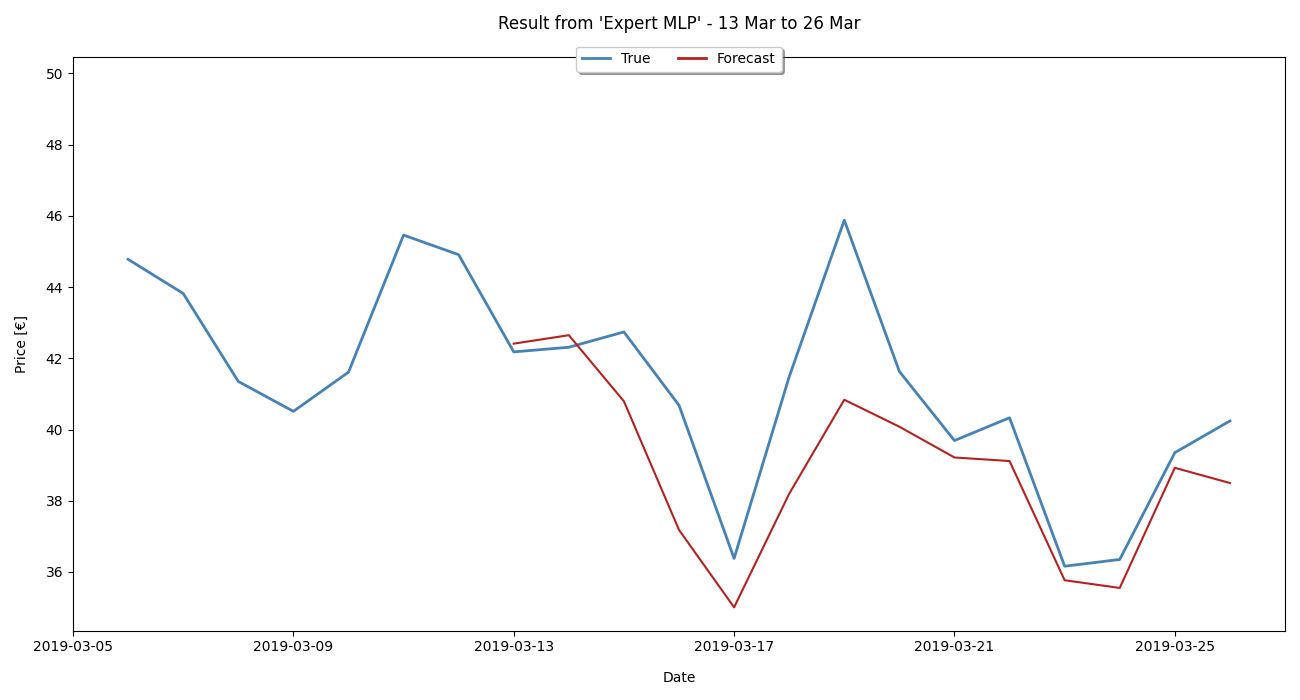 Result from 'Expert MLP' - 13 Mar to 26 Mar
True
Forecast
50
48
46
44
42
40
38
36
Price [€]
2019-03-05
2019-03-09
2019-03-13
2019-03-17
2019-03-21
2019-03-25
Date